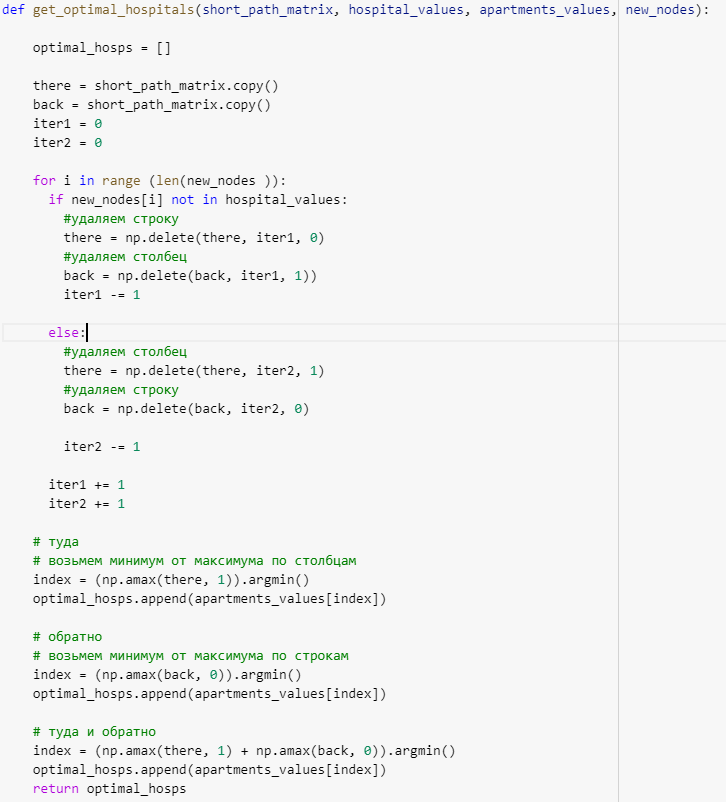 def get_optimal_hospitals(short_path_matrix, hospital_values, apartments_values, new_nodes):
optimal_hosps = []
there = short_path_matrix.copy()
back = short_path_matrix.copy()
iter1 = 0
iter2 = 0
for i in range (len(new_nodes )):
if new_nodes[i] not in hospital_values:
#удаляем строку
there = np.delete(there, iter1, 0)
#удаляем столбец
back = np.delete(back, iter1, 1))
iter1 -= 1
else:
#удаляем столбец
there = np.delete(there, iter2, 1)
#удаляем строку
back = np.delete(back, iter2, 0)
iter2 -= 1
iter1 += 1
iter2 += 1
# туда
# возьмем минимум от максимума по столбцам
index = (np.amax(there, 1)).argmin()
optimal_hosps.append(apartments_values[index])
# обратно
# возьмем минимум от максимума по строкам
index = (np.amax(back, 0)).argmin()
optimal_hosps.append(apartments_values[index])
# туда и обратно
index = (np.amax(there, 1) + np.amax(back, 0)).argmin()
optimal_hosps.append(apartments_values[index])
return optimal_hosps